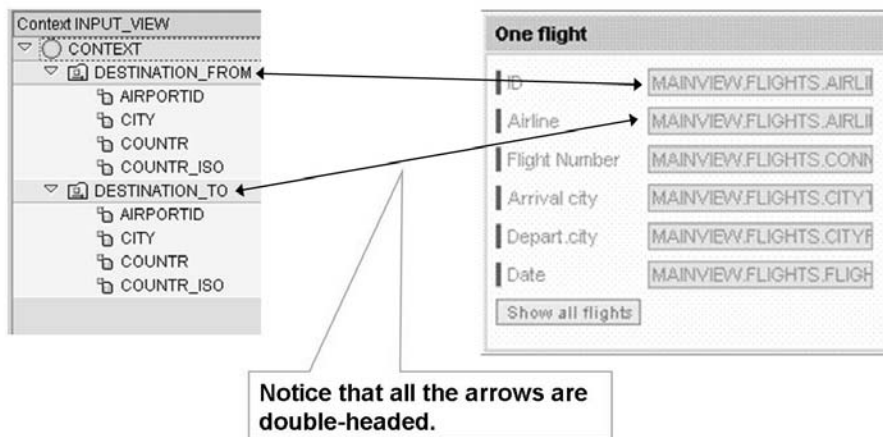 Context INPUT_VIEW
CONTEXT
DESTINATION_FROM
AIRPORTID
CITY
COUNTR
COUNTR_ISO
DESTINATION_TO
AIRPORTID
CITY
COUNTR
COUNTR_ISO
One flight
ID MAINVIEW.FLIGHTS.AIRLI
Airline MAINVIEW.FLIGHTS.AIRLI
Flight Number MAINVIEW.FLIGHTS.CONN
Arrival city MAINVIEW.FLIGHTS.CITYT
Depart.city MAINVIEW.FLIGHTS.CITYF
Date MAINVIEW.FLIGHTS.FLIGH
Show all flights
Notice that all the arrows are
double-headed.